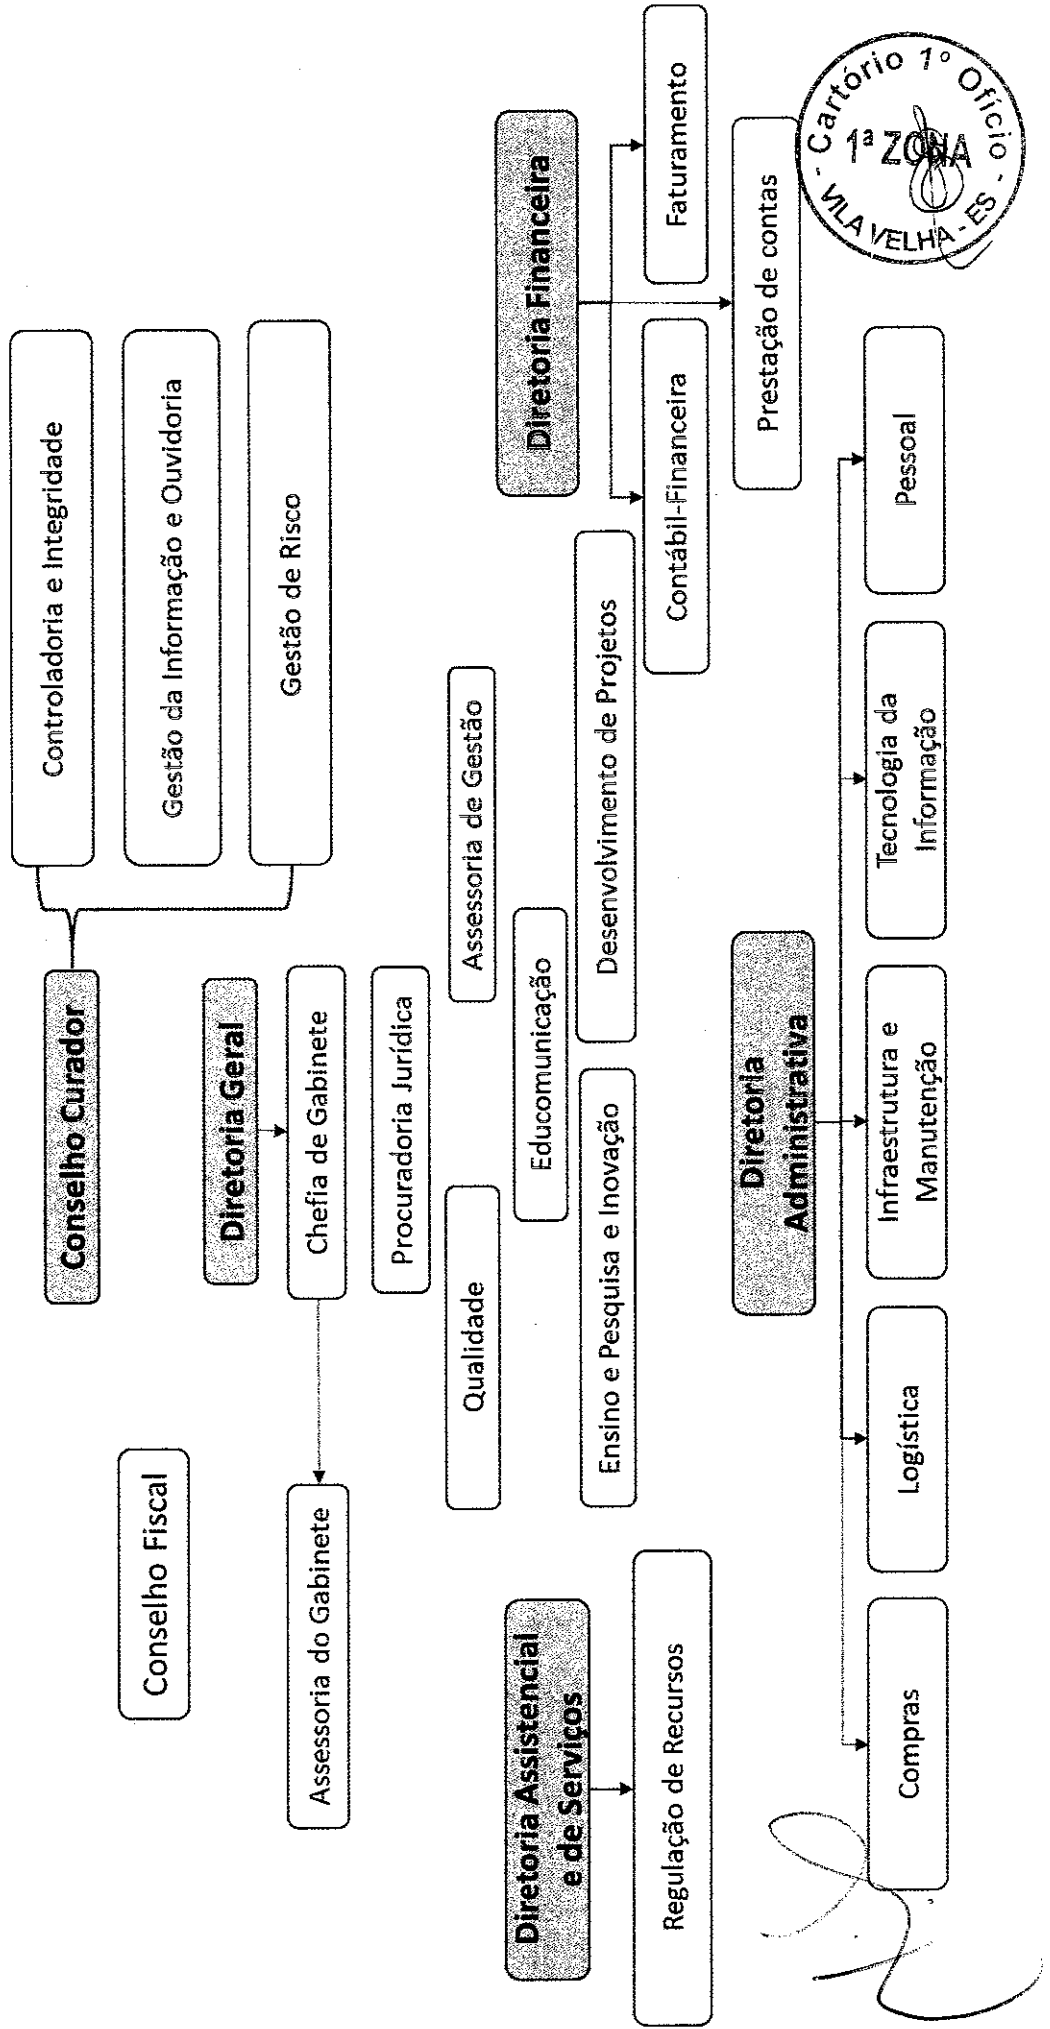 Conselho Curador
Controladoria e Integridade
Gestão da Informação e Ouvidoria
Gestão de Risco
Conselho Fiscal
Diretoria Geral
Chefia de Gabinete
Assessoria do Gabinete
Procuradoria Jurídica
Qualidade
Assessoria de Gestão
Educomunicação
Ensino e Pesquisa e Inovação
Desenvolvimento de Projetos
Diretoria Assistencial
e de Serviços
Regulação de Recursos
Diretoria Financeira
Contábil-Financeira
Faturamento
Prestação de contas
Diretoria
Administrativa
Compras
Logística
Infraestrutura e
Manutenção
Tecnologia da
Informação
Pessoal
- Cartório 1º Ofício -
1ª ZONA
VILA VELHA - ES